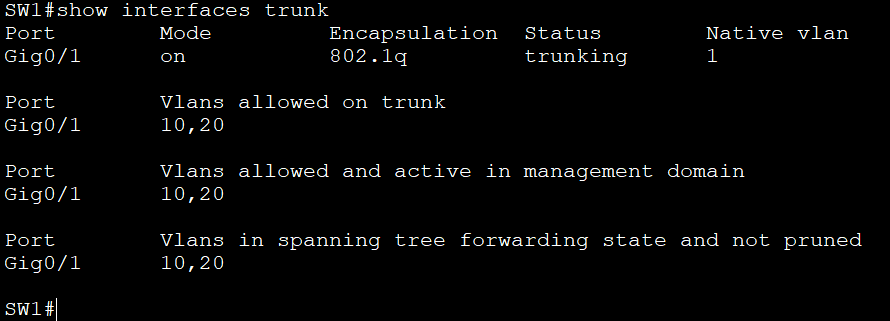 SW1#show interfaces trunk
Port        Mode         Encapsulation  Status        Native vlan
Gig0/1      on           802.1q         trunking      1
Port        Vlans allowed on trunk
Gig0/1      10,20
Port        Vlans allowed and active in management domain
Gig0/1      10,20
Port        Vlans in spanning tree forwarding state and not pruned
Gig0/1      10,20
SW1#